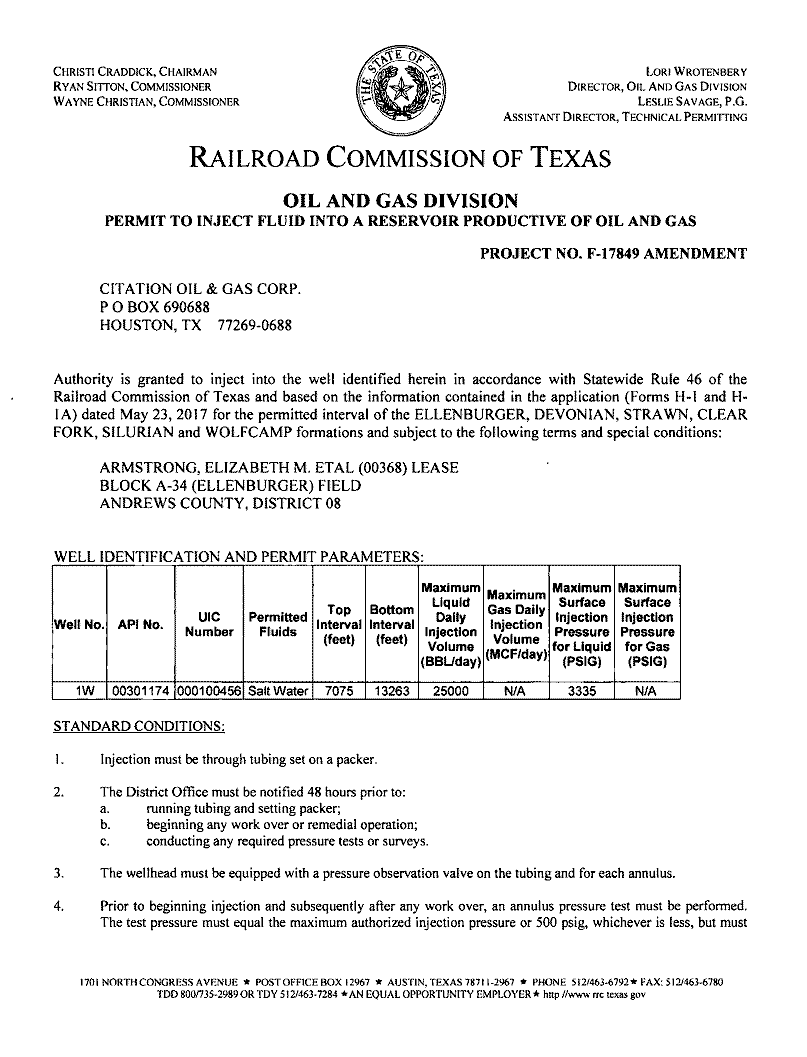 CHRISTI CRADDICK, CHAIRMAN
RYAN SITTON, COMMISSIONER
WAYNE CHRISTIAN, COMMISSIONER
THE STATE OF TEXAS
LORI WROTENBERY
DIRECTOR, OIL AND GAS DIVISION
LESLIE SAVAGE, P.G.
ASSISTANT DIRECTOR, TECHNICAL PERMITTING
RAILROAD COMMISSION OF TEXAS
OIL AND GAS DIVISION
PERMIT TO INJECT FLUID INTO A RESERVOIR PRODUCTIVE OF OIL AND GAS
PROJECT NO. F-17849 AMENDMENT
CITATION OIL & GAS CORP.
P O BOX 690688
HOUSTON, TX 77269-0688
Authority is granted to inject into the well identified herein in accordance with Statewide Rule 46 of the
Railroad Commission of Texas and based on the information contained in the application (Forms H-1 and H-
1A) dated May 23, 2017 for the permitted interval of the ELLENBURGER, DEVONIAN, STRAWN, CLEAR
FORK, SILURIAN and WOLFCAMP formations and subject to the following terms and special conditions:
ARMSTRONG, ELIZABETH M. ETAL (00368) LEASE
BLOCK A-34 (ELLENBURGER) FIELD
ANDREWS COUNTY, DISTRICT 08
WELL IDENTIFICATION AND PERMIT PARAMETERS:
Well No. API No. UIC Number Permitted Fluids Top Interval (feet) Bottom Interval (feet) Maximum Liquid Daily Injection Volume (BBL/day) Maximum Gas Daily Injection Volume (MCF/day) Maximum Surface Injection Pressure for Liquid (PSIG) Maximum Surface Injection Pressure for Gas (PSIG)
1W 00301174 000100456 Salt Water 7075 13263 25000 N/A 3335 N/A
STANDARD CONDITIONS:
1. Injection must be through tubing set on a packer.
2. The District Office must be notified 48 hours prior to:
a. running tubing and setting packer;
b. beginning any work over or remedial operation;
c. conducting any required pressure tests or surveys.
3. The wellhead must be equipped with a pressure observation valve on the tubing and for each annulus.
4. Prior to beginning injection and subsequently after any work over, an annulus pressure test must be performed.
The test pressure must equal the maximum authorized injection pressure or 500 psig, whichever is less, but must
1701 NORTH CONGRESS AVENUE ★ POST OFFICE BOX 12967 ★ AUSTIN, TEXAS 78711-2967 ★ PHONE 512/463-6792 ★ FAX: 512/463-6780
TDD 800/735-2989 OR TDY 512/463-7284 ★ AN EQUAL OPPORTUNITY EMPLOYER ★ http //www rrc texas gov